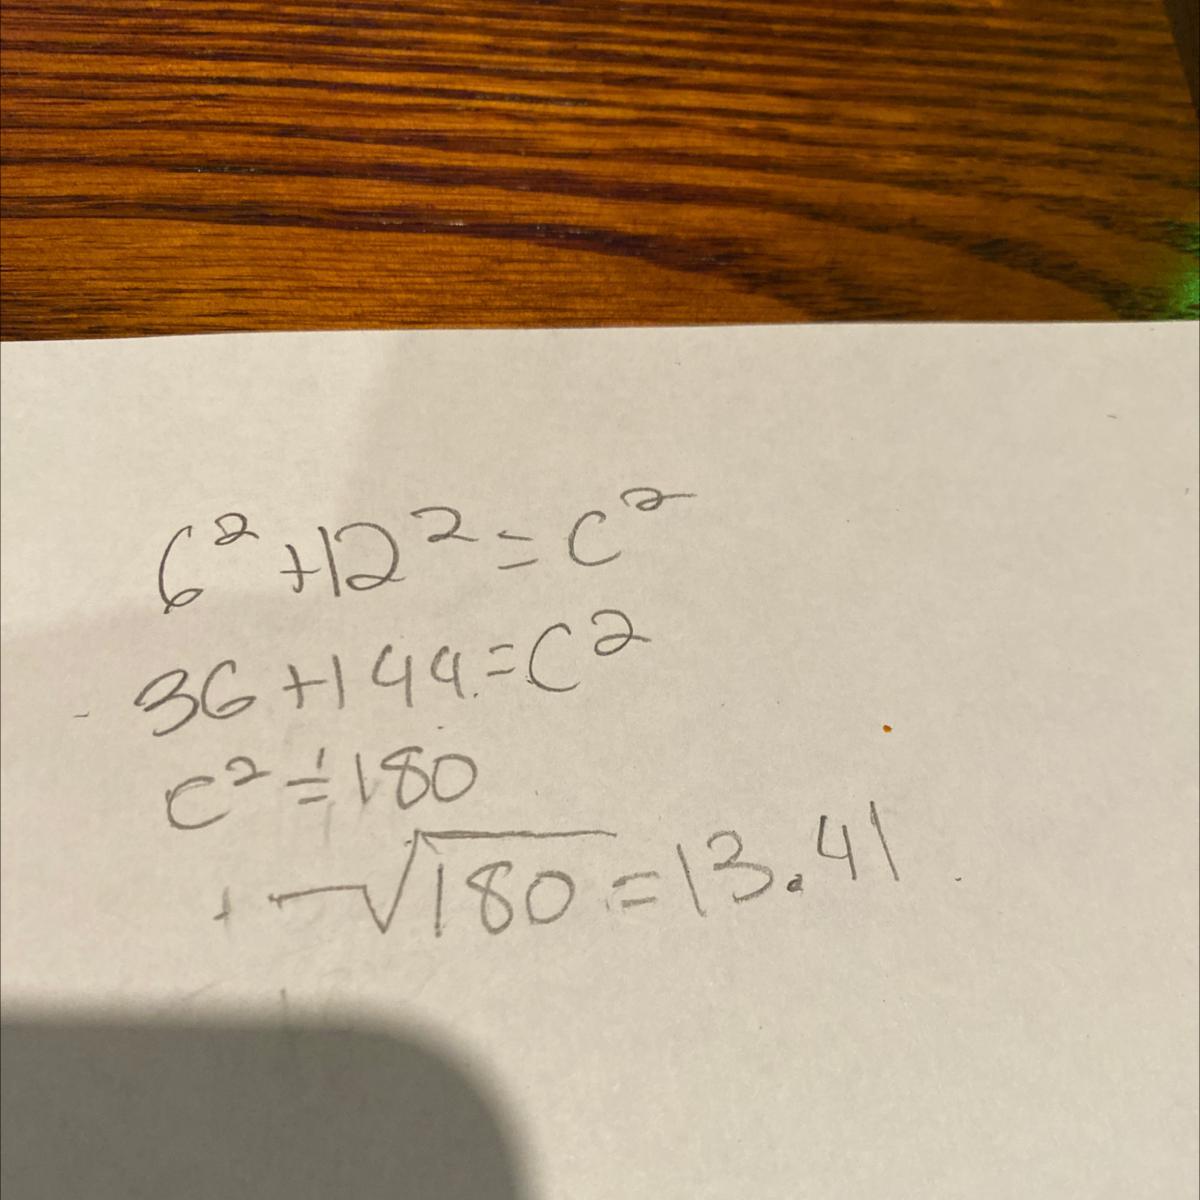 6² + 12² = c²
36 + 144 = c²
c² = 180
√180 = 13.41